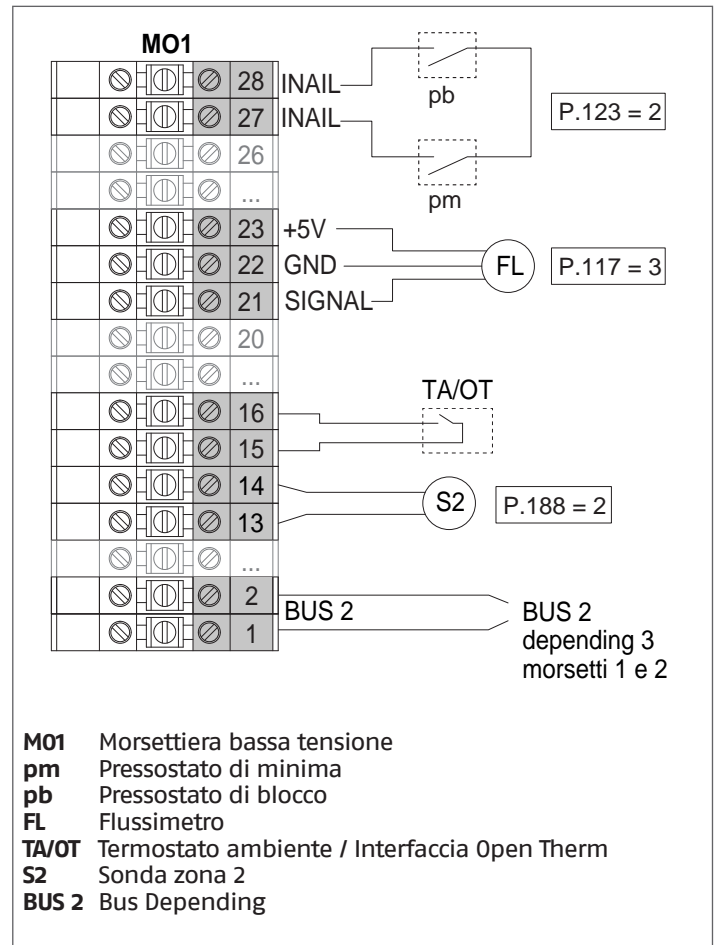 MO1
28 INAIL
pb
27 INAIL
P.123 = 2
26
...
pm
23 +5V
22 GND FL P.117 = 3
21 SIGNAL
20
...
TA/OT
16
15
14
S2 P.188 = 2
13
...
2
BUS 2 BUS 2
1
depending 3
morsetti 1 e 2
M01 Morsettiera bassa tensione
pm Pressostato di minima
pb Pressostato di blocco
FL Flussimetro
TA/OT Termostato ambiente / Interfaccia Open Therm
S2 Sonda zona 2
BUS 2 Bus Depending